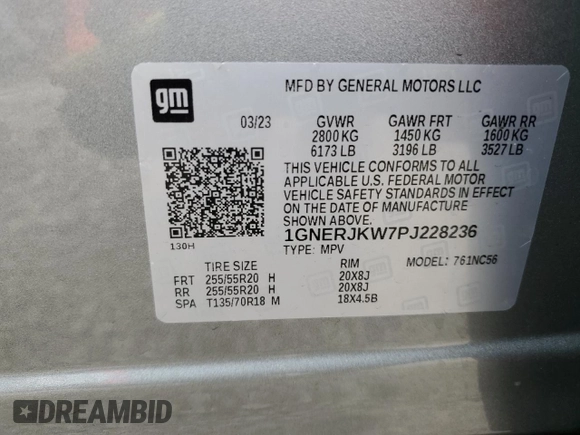 gm
MFD BY GENERAL MOTORS LLC
03/23 GVWR GAWR FRT GAWR RR
2800 KG 1450 KG 1600 KG
6173 LB 3196 LB 3527 LB
THIS VEHICLE CONFORMS TO ALL
APPLICABLE U.S. FEDERAL MOTOR
VEHICLE SAFETY STANDARDS IN EFFECT
ON THE DATE OF MANUFACTURE
SHOWN ABOVE.
130H
1GNERJKW7PJ228236
TYPE: MPV MODEL: 761NC56
TIRE SIZE RIM
FRT 255/55R20 H 20X8J
RR 255/55R20 H 20X8J
SPA T135/70R18 M 18X4.5B
DREAMBID